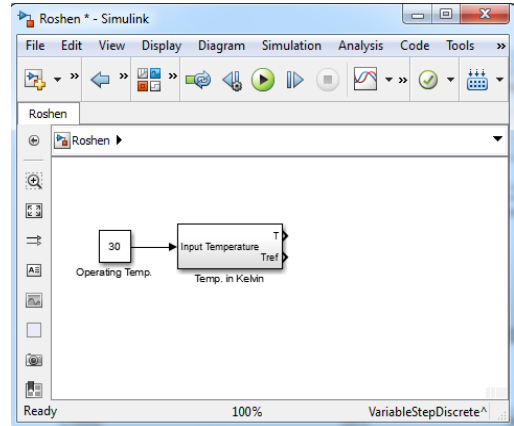 Roshen * - Simulink
File Edit View Display Diagram Simulation Analysis Code Tools »
» » » »
Roshen
Roshen
30
Input Temperature
T
Tref
Operating Temp.
Temp. in Kelvin
Ready 100% VariableStepDiscrete^